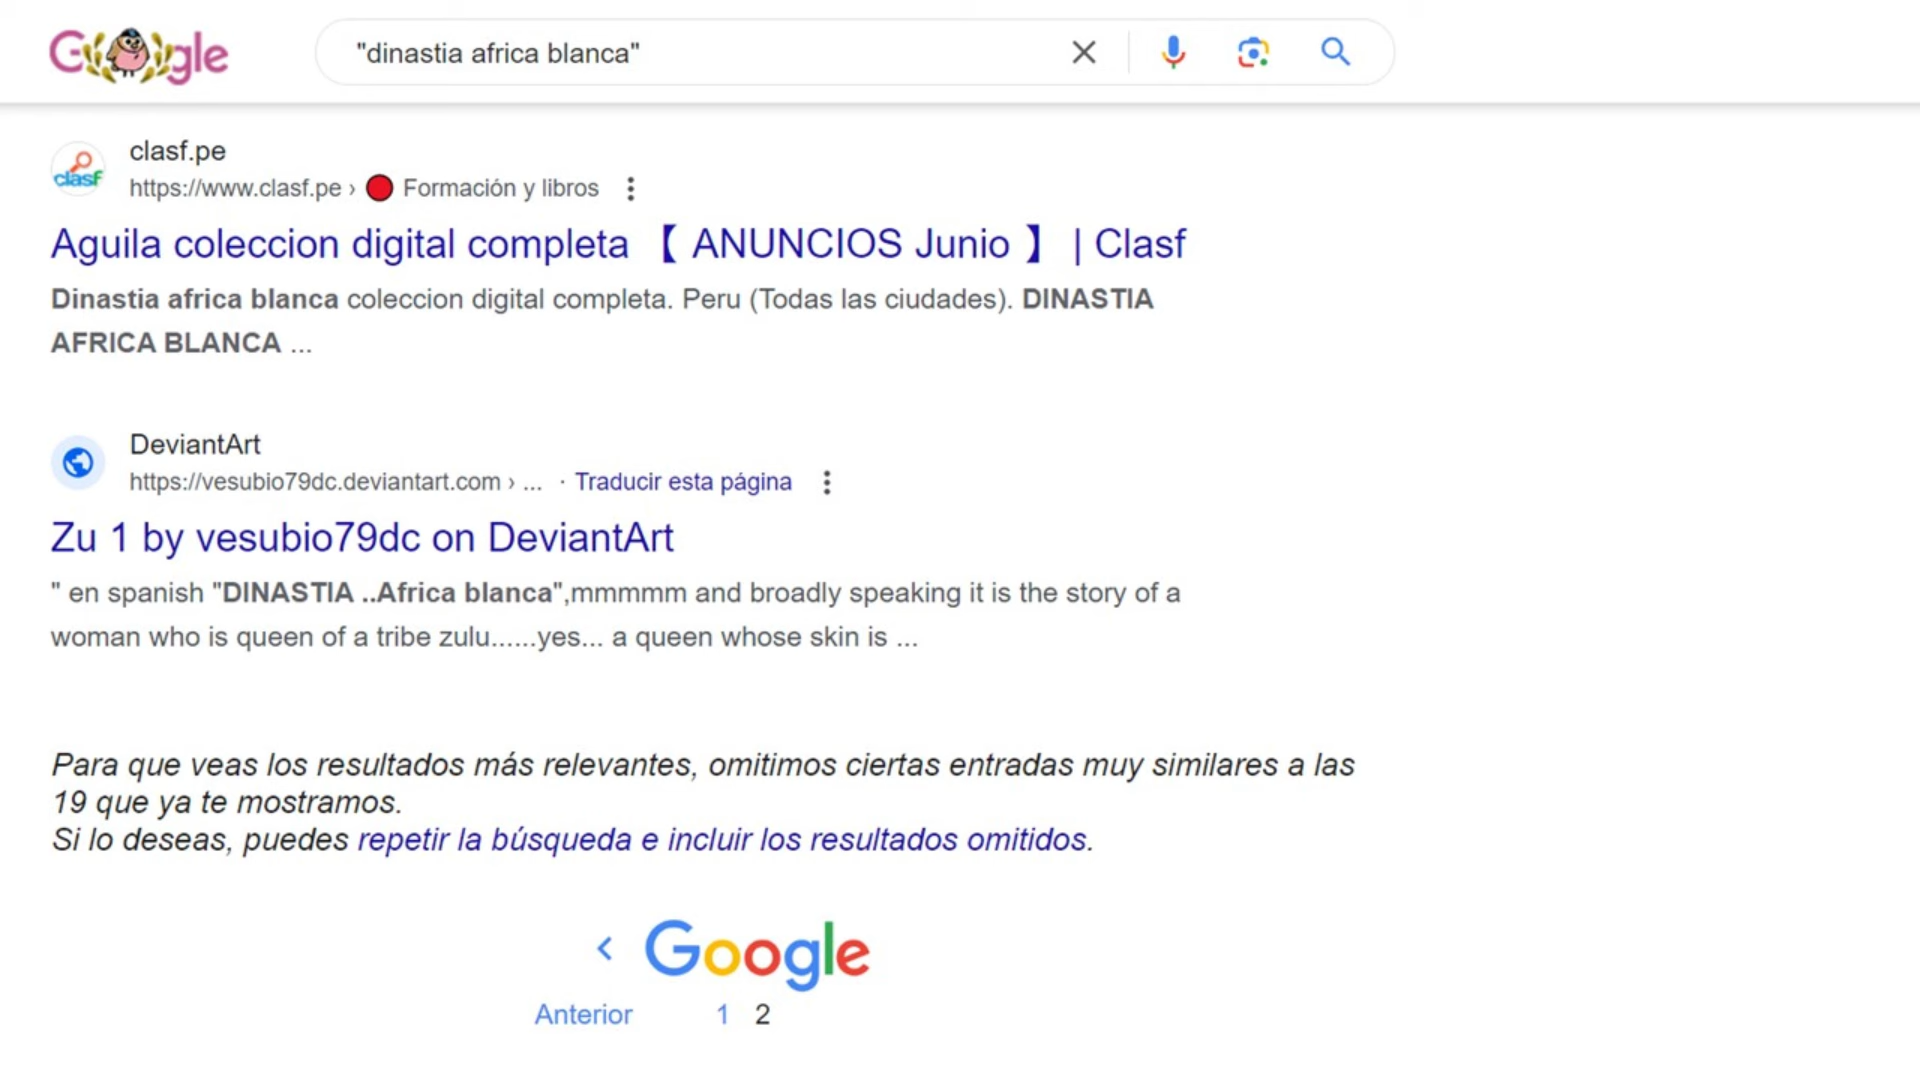 Google
"dinastia africa blanca"
clasf
clasf.pe
https://www.clasf.pe › Formación y libros
Aguila coleccion digital completa 【 ANUNCIOS Junio 】 | Clasf
Dinastia africa blanca coleccion digital completa. Peru (Todas las ciudades). DINASTIA
AFRICA BLANCA ...
DeviantArt
https://vesubio79dc.deviantart.com › ... · Traducir esta página
Zu 1 by vesubio79dc on DeviantArt
" en spanish "DINASTIA ..Africa blanca",mmmmm and broadly speaking it is the story of a
woman who is queen of a tribe zulu......yes... a queen whose skin is ...
Para que veas los resultados más relevantes, omitimos ciertas entradas muy similares a las
19 que ya te mostramos.
Si lo deseas, puedes repetir la búsqueda e incluir los resultados omitidos.
Google
Anterior 1 2